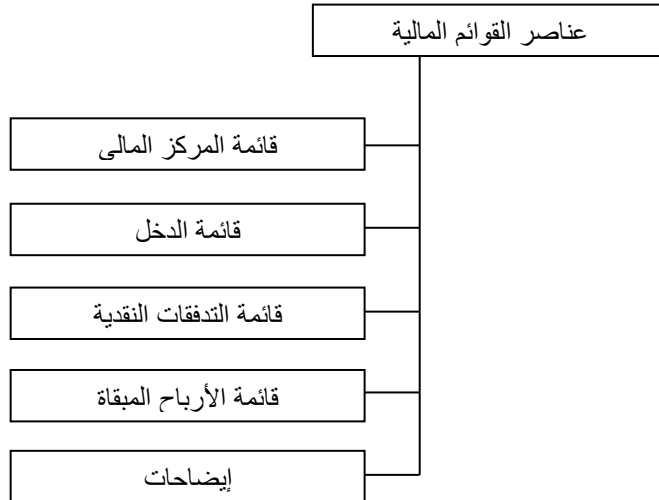 عناصر القوائم المالية
قائمة المركز المالى
قائمة الدخل
قائمة التدفقات النقدية
قائمة الأرباح المبقاة
إيضاحات